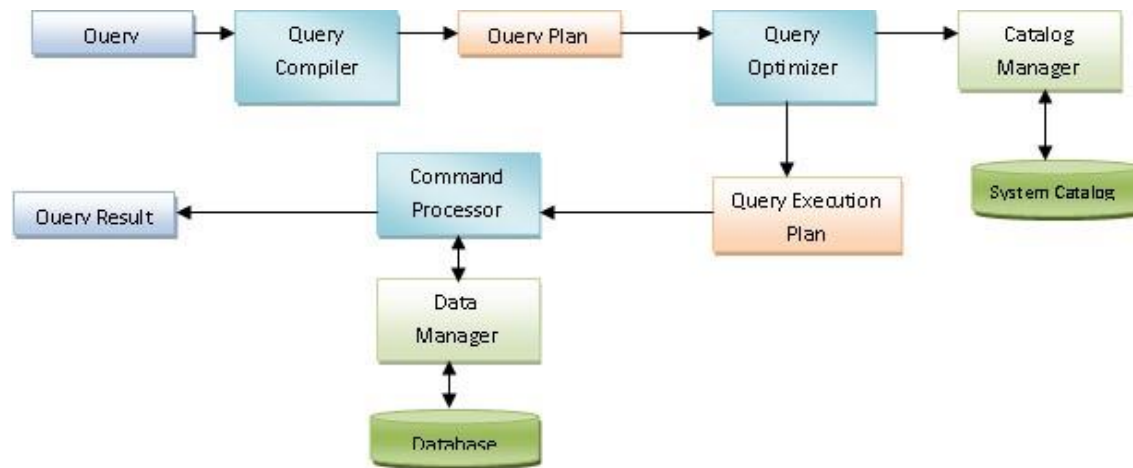 Query
Query
Compiler
Query Plan
Query
Optimizer
Catalog
Manager
System Catalog
Query Result
Command
Processor
Query Execution
Plan
Data
Manager
Database